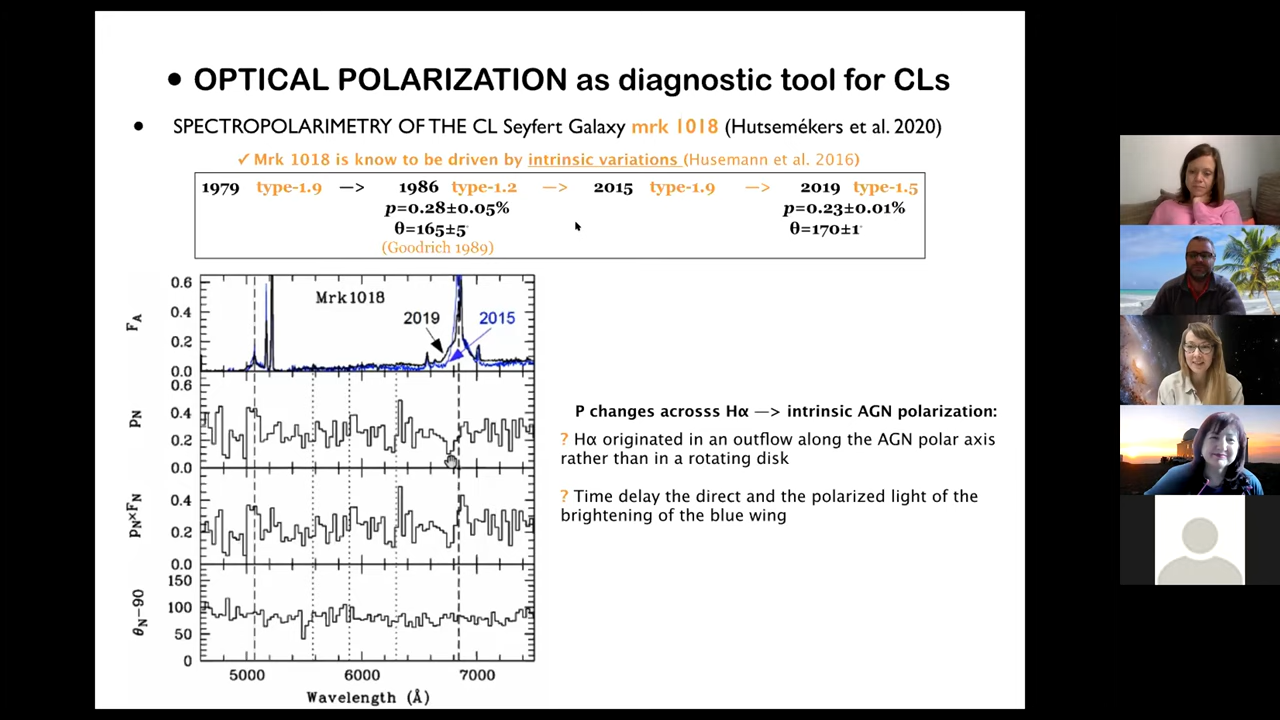 • OPTICAL POLARIZATION as diagnostic tool for CLs
• SPECTROPOLARIMETRY OF THE CL Seyfert Galaxy mrk 1018 (Hutsemékers et al. 2020)
✓ Mrk 1018 is know to be driven by intrinsic variations (Husemann et al. 2016)
1979 type-1.9 —> 1986 type-1.2 —> 2015 type-1.9 —> 2019 type-1.5
p=0.28±0.05% p=0.23±0.01%
θ=165±5° θ=170±1°
(Goodrich 1989)
Mrk 1018
2019 2015
F_A
0.6
0.4
0.2
0.0
p_N
0.6
0.4
0.2
0.0
p_N×F_N
0.4
0.2
0.0
θ_N−90
150
100
50
0
5000 6000 7000
Wavelength (Å)
P changes acrosss Hα —> intrinsic AGN polarization:
? Hα originated in an outflow along the AGN polar axis
rather than in a rotating disk
? Time delay the direct and the polarized light of the
brightening of the blue wing